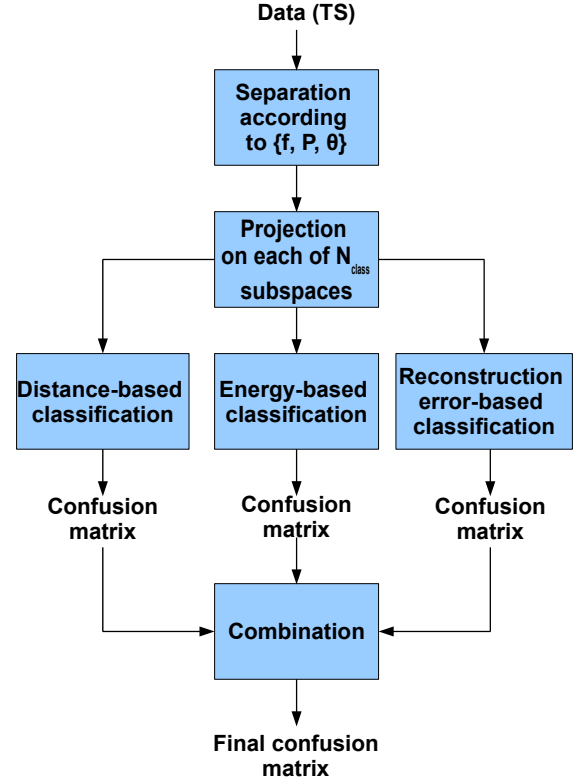 Data (TS)
Separation
according
to {f, P, θ}
Projection
on each of N_class
subspaces
Distance-based
classification
Energy-based
classification
Reconstruction
error-based
classification
Confusion
matrix
Confusion
matrix
Confusion
matrix
Combination
Final confusion
matrix